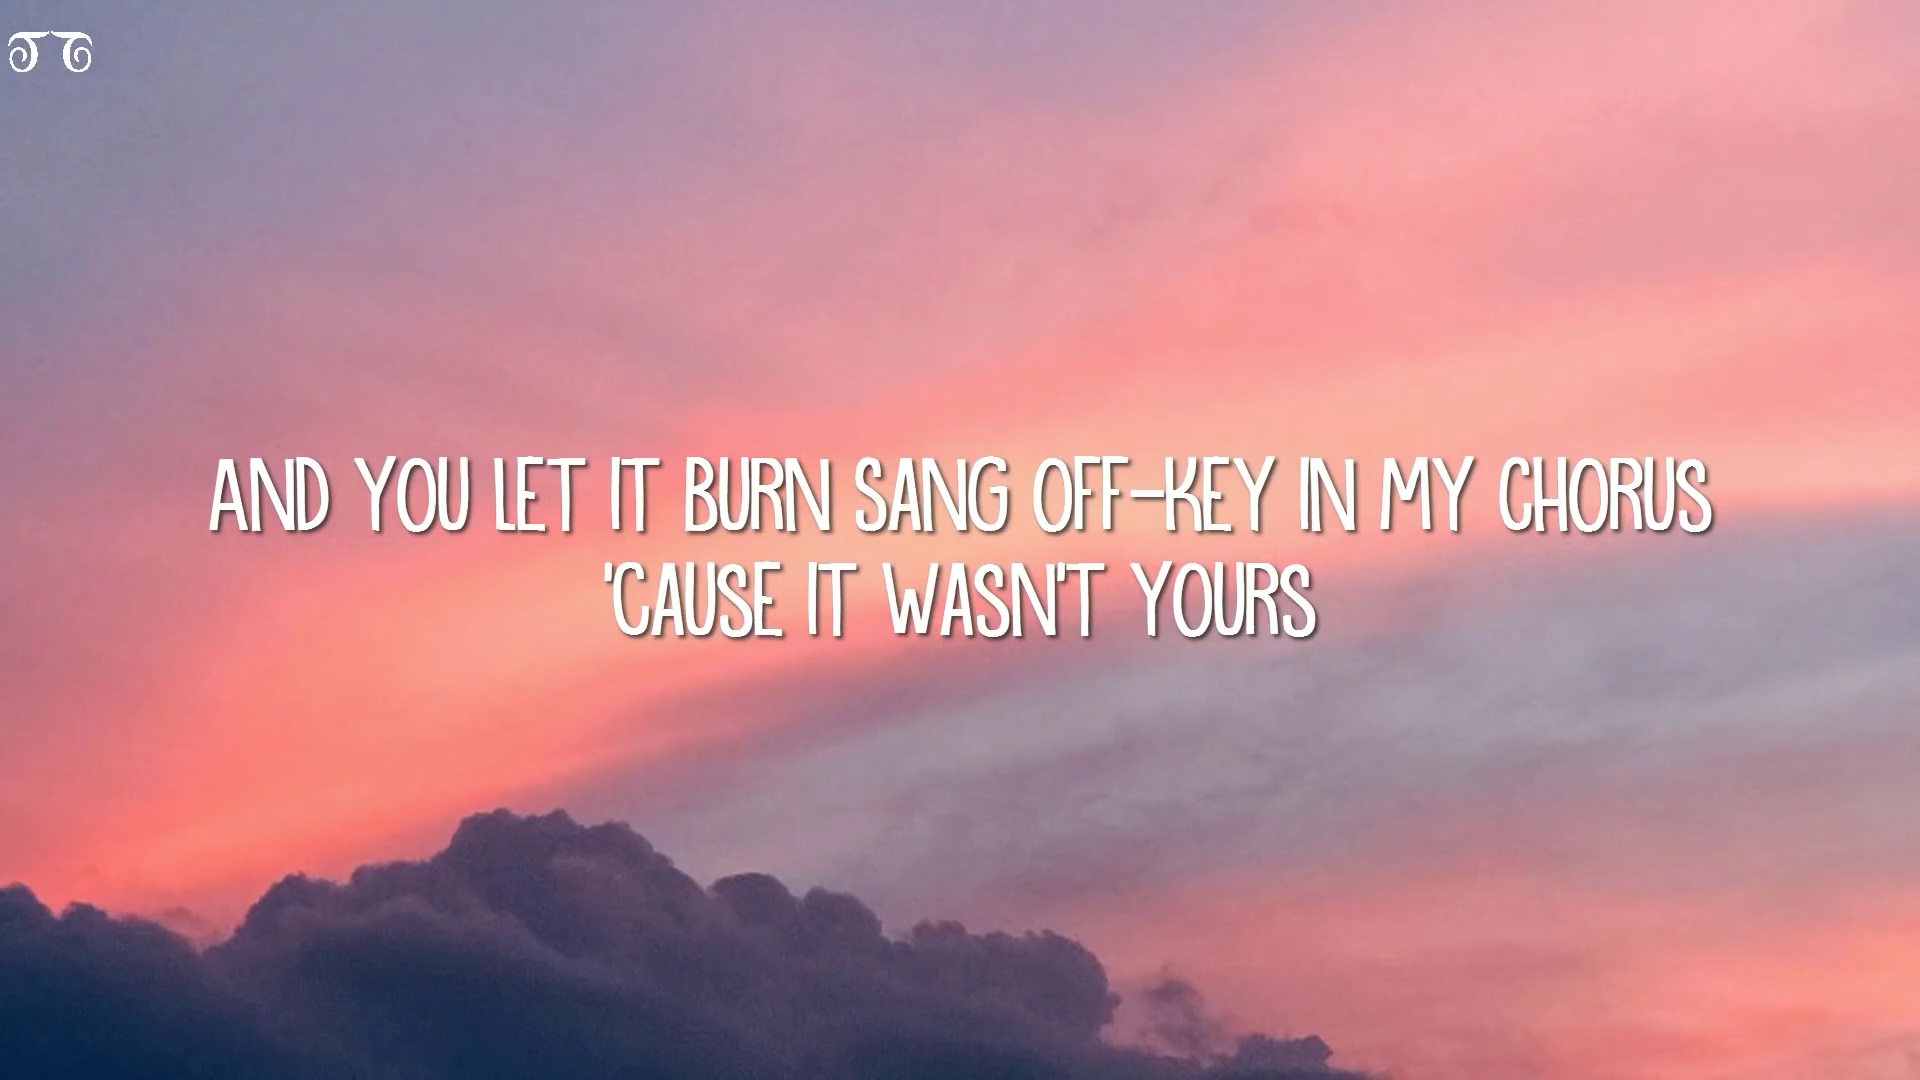 AND YOU LET IT BURN SANG OFF-KEY IN MY CHORUS
'CAUSE IT WASN'T YOURS